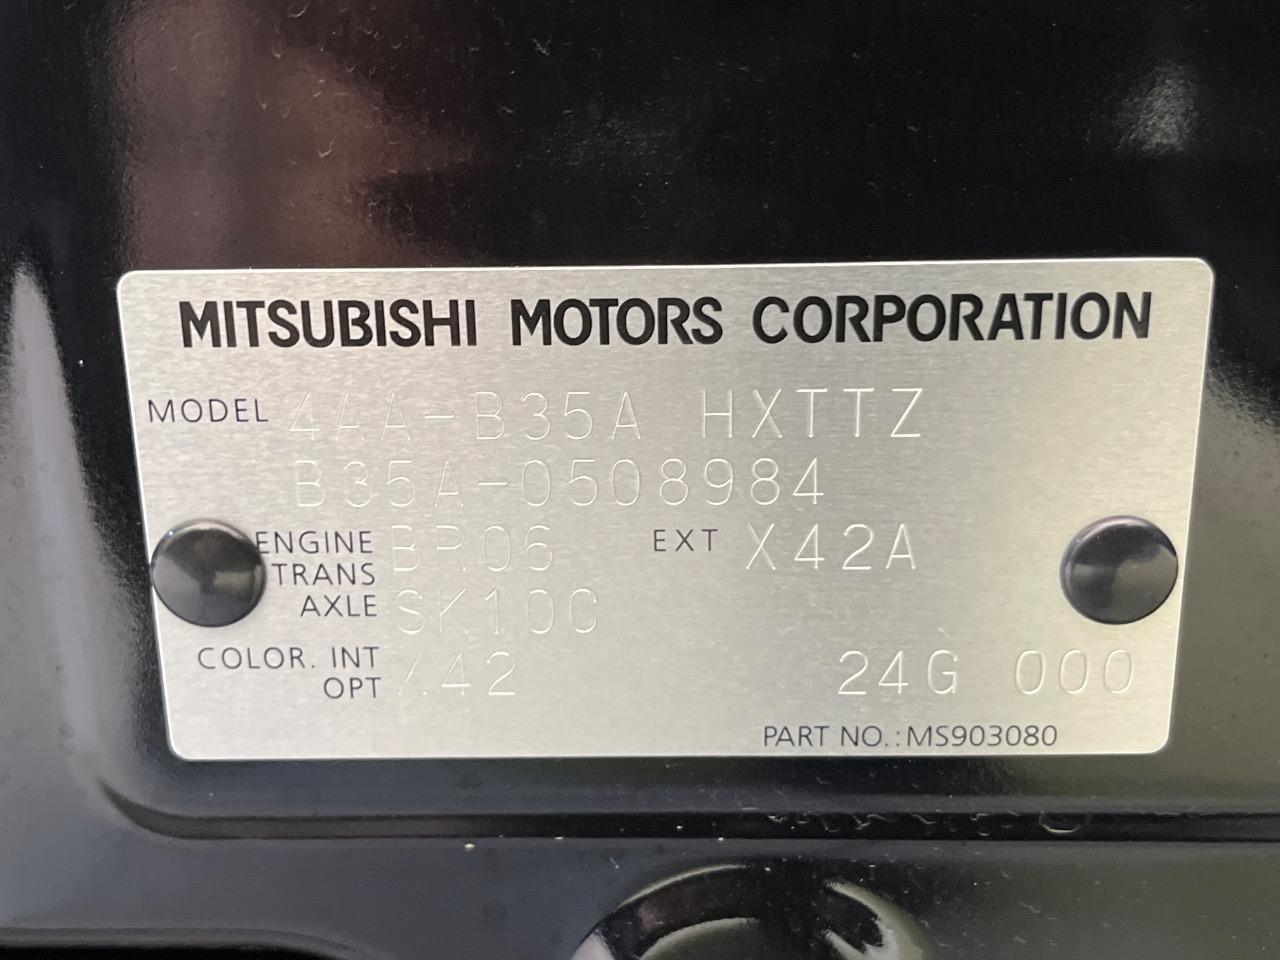 MITSUBISHI MOTORS CORPORATION
MODEL 4AA-B35A HXTTZ
B35A-0508984
ENGINE BR06 EXT X42A
TRANS
AXLE SK10C
COLOR. INT
OPT 42 24G 000
PART NO.:MS903080